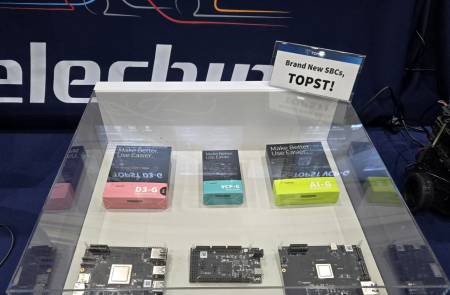 elechip
Brand New SBCs,
TOPST!
Make Better.
Use Easier.
D3-G
Make Better.
Use Easier.
VCP-G
Make Better.
Use Easier.
AI-G